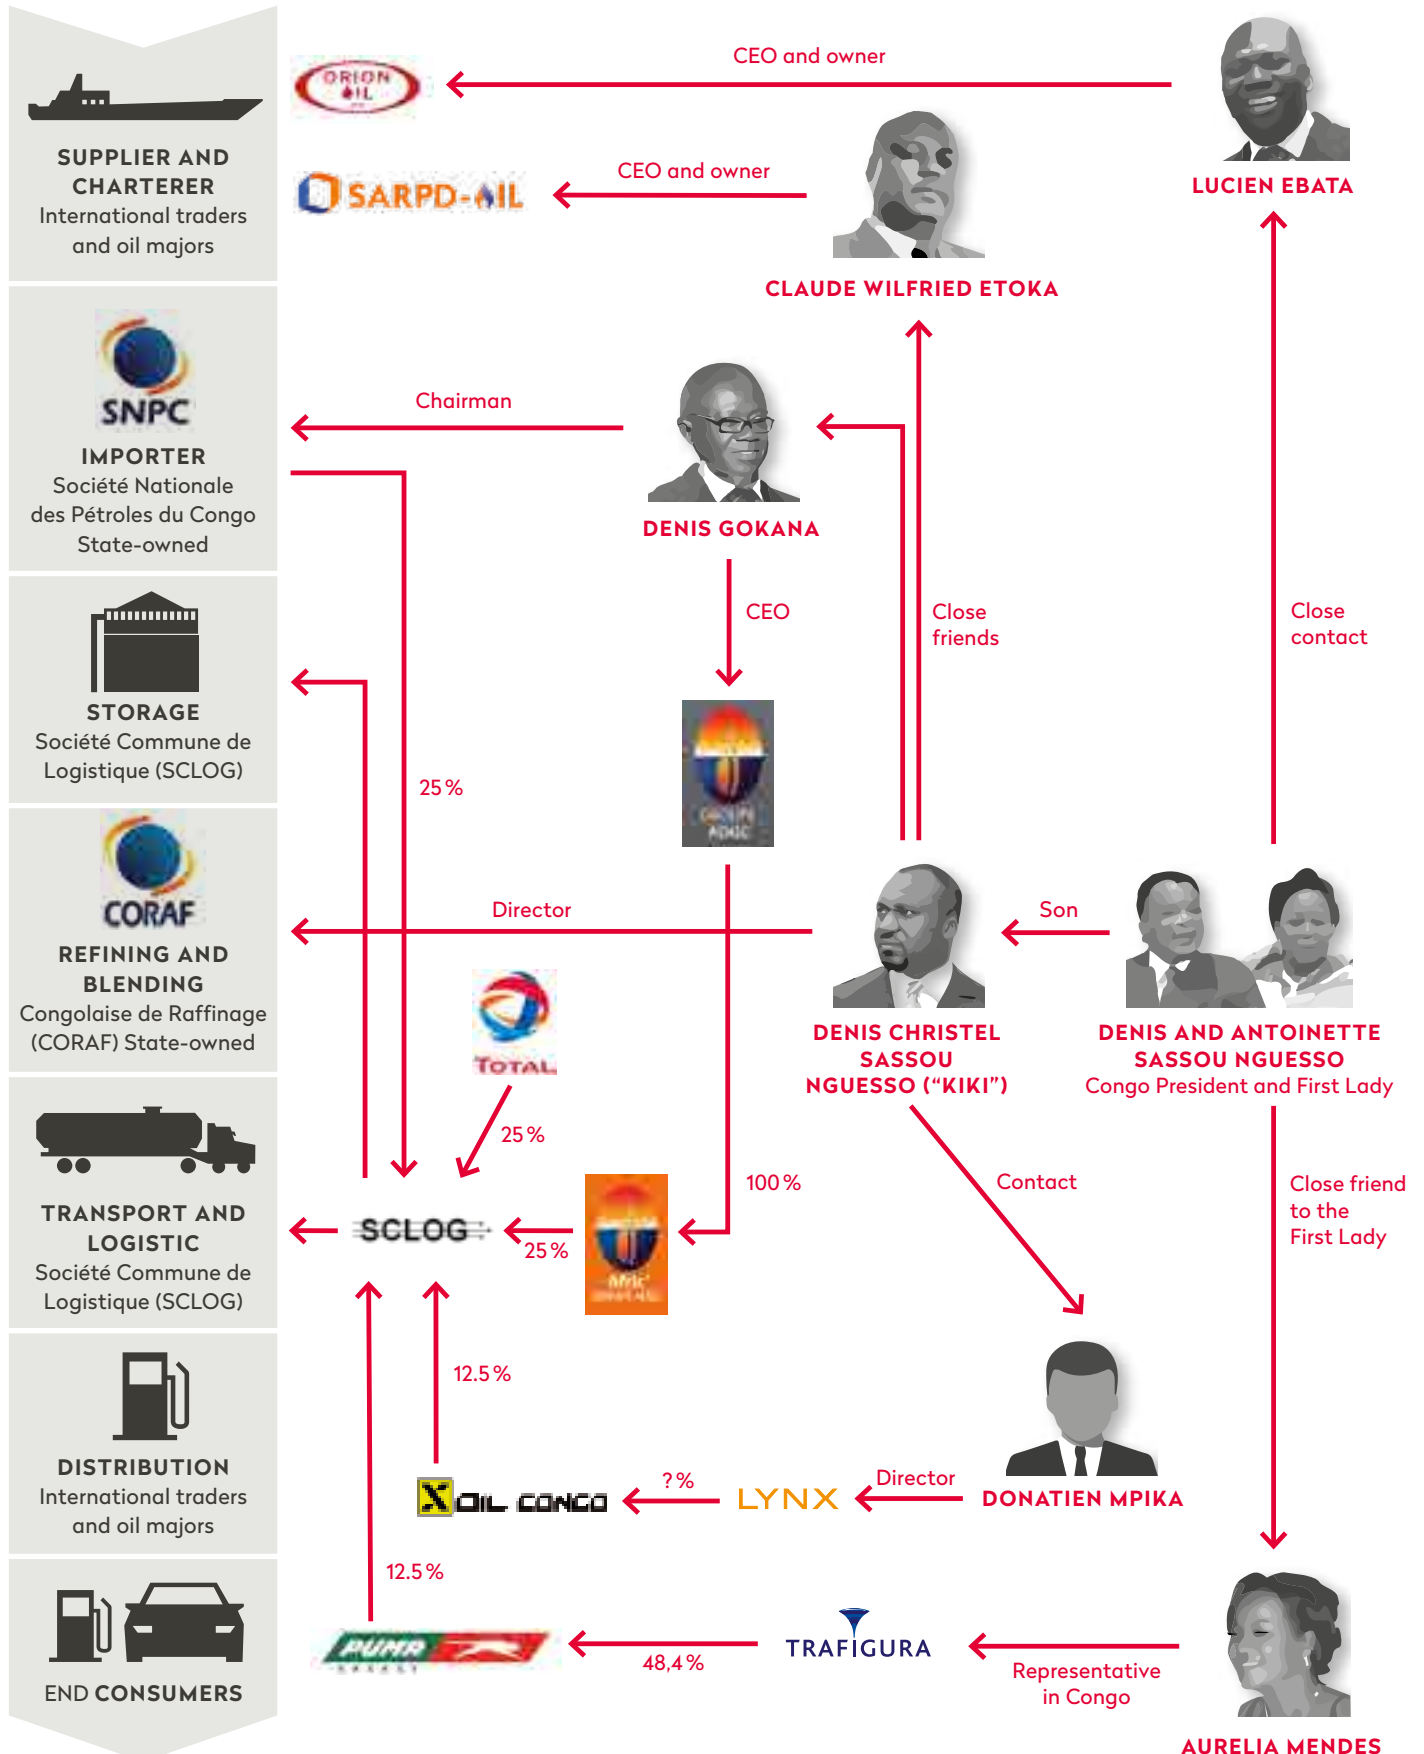 SUPPLIER AND
CHARTERER
International traders
and oil majors
ORION
OIL
CEO and owner
LUCIEN EBATA
SARPD-OIL
CEO and owner
CLAUDE WILFRIED ETOKA
SNPC
IMPORTER
Société Nationale
des Pétroles du Congo
State-owned
Chairman
DENIS GOKANA
CEO
Close
friends
Close
contact
STORAGE
Société Commune de
Logistique (SCLOG)
25 %
GROUPE
CORAF
REFINING AND
BLENDING
Congolaise de Raffinage
(CORAF) State-owned
Director
Son
DENIS CHRISTEL
SASSOU
NGUESSO (“KIKI”)
DENIS AND ANTOINETTE
SASSOU NGUESSO
Congo President and First Lady
TOTAL
25 %
100 %
Contact
Close friend
to the
First Lady
TRANSPORT AND
LOGISTIC
Société Commune de
Logistique (SCLOG)
SCLOG
25 %
Afric'
12.5 %
DISTRIBUTION
International traders
and oil majors
X OIL CONGO
? %
LYNX
Director
DONATIEN MPIKA
12.5 %
END CONSUMERS
PUMA
ENERGY
48,4 %
TRAFIGURA
Representative
in Congo
AURELIA MENDES